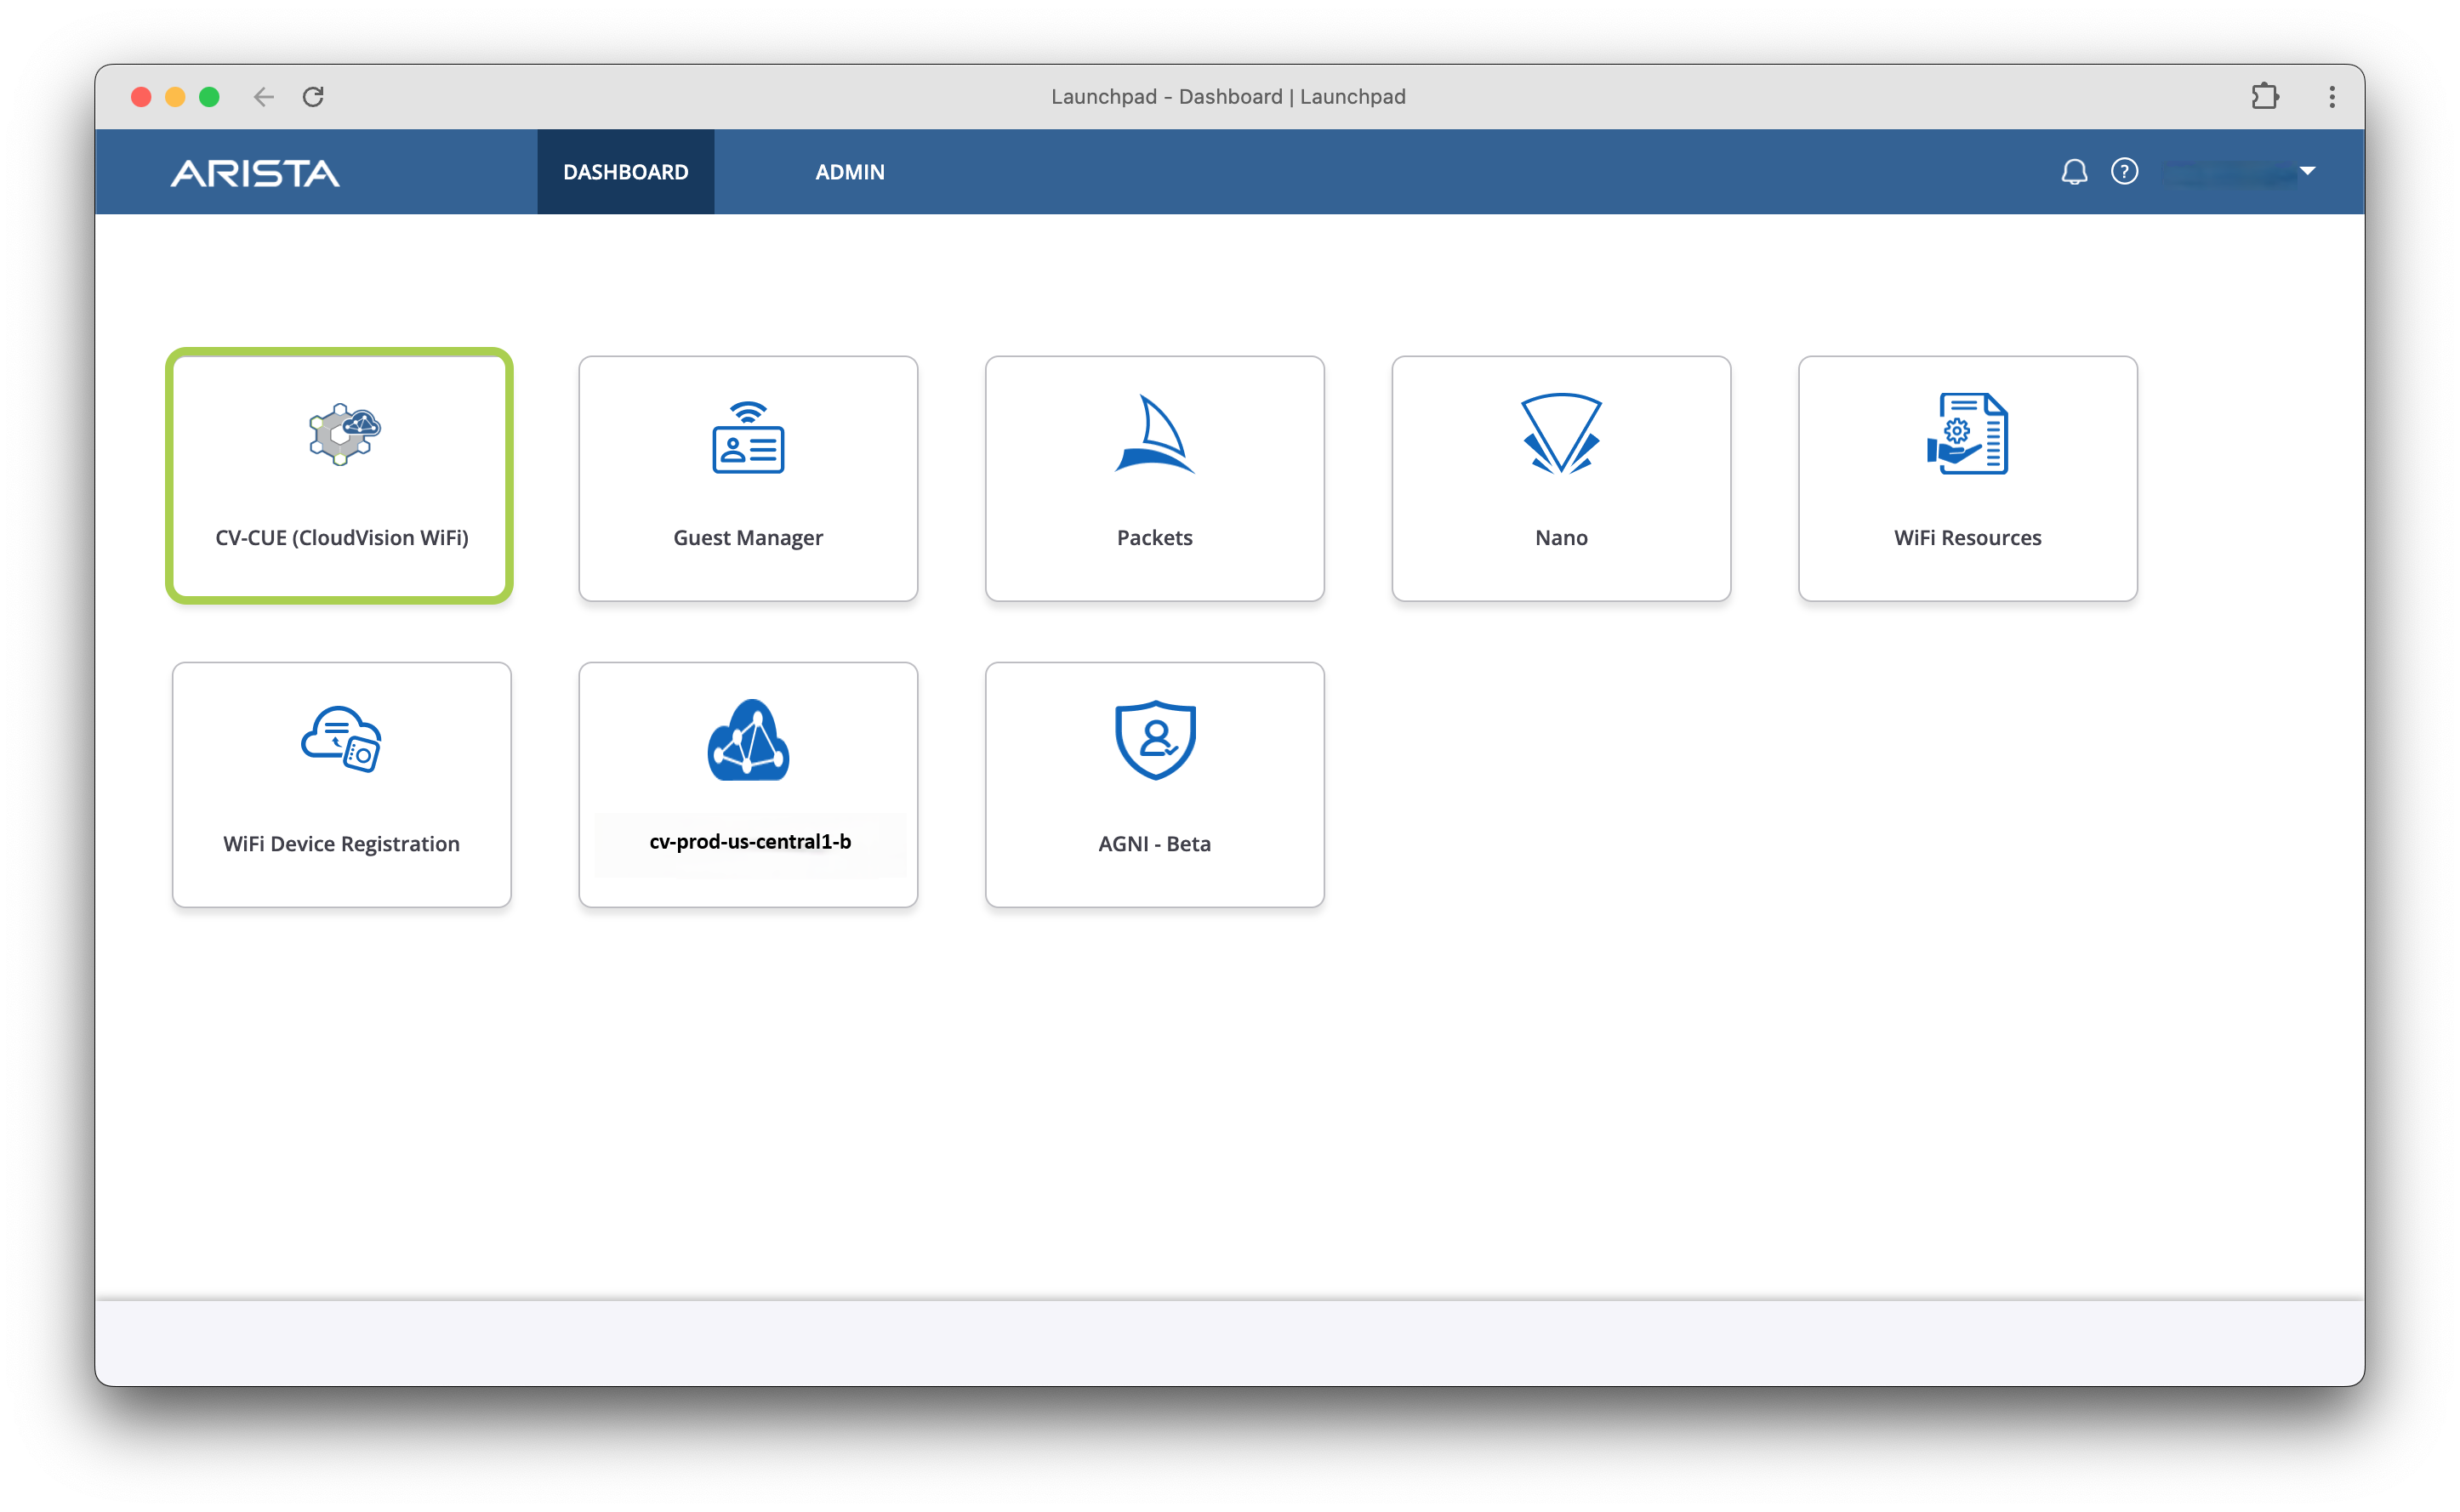 Launchpad - Dashboard | Launchpad
ARISTA
DASHBOARD
ADMIN
?
CV-CUE (CloudVision WiFi)
Guest Manager
Packets
Nano
WiFi Resources
WiFi Device Registration
cv-prod-us-central1-b
AGNI - Beta